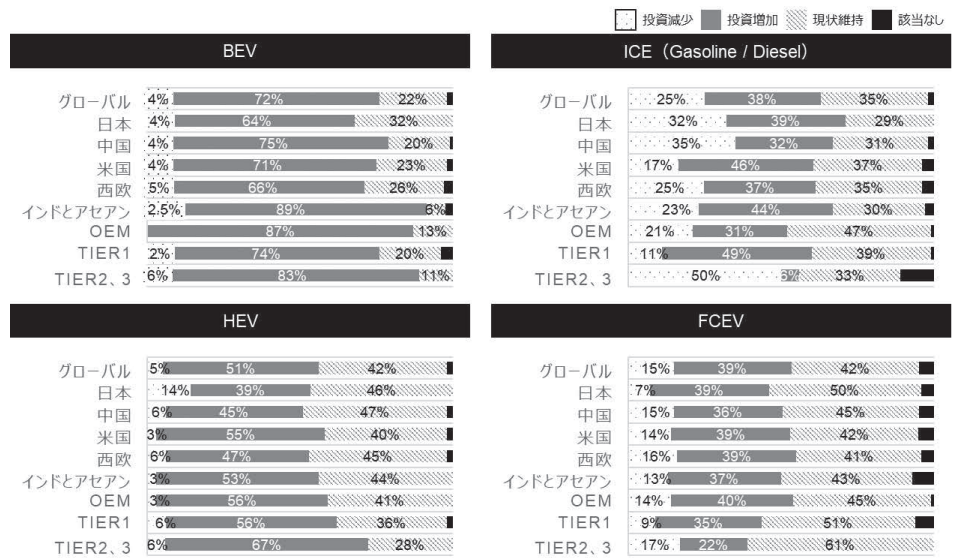 投資減少 投資増加 現状維持 該当なし
BEV
グローバル 4% 72% 22%
日本 4% 64% 32%
中国 4% 75% 20%
米国 4% 71% 23%
西欧 5% 66% 26%
インドとアセアン 2.5% 89% 6%
OEM 87% 13%
TIER1 2% 74% 20%
TIER2、3 6% 83% 11%
ICE（Gasoline / Diesel）
グローバル 25% 38% 35%
日本 32% 39% 29%
中国 35% 32% 31%
米国 17% 46% 37%
西欧 25% 37% 35%
インドとアセアン 23% 44% 30%
OEM 21% 31% 47%
TIER1 11% 49% 39%
TIER2、3 50% 6% 33%
HEV
グローバル 5% 51% 42%
日本 14% 39% 46%
中国 6% 45% 47%
米国 3% 55% 40%
西欧 6% 47% 45%
インドとアセアン 3% 53% 44%
OEM 3% 56% 41%
TIER1 6% 56% 36%
TIER2、3 6% 67% 28%
FCEV
グローバル 15% 39% 42%
日本 7% 39% 50%
中国 15% 36% 45%
米国 14% 39% 42%
西欧 16% 39% 41%
インドとアセアン 13% 37% 43%
OEM 14% 40% 45%
TIER1 9% 35% 51%
TIER2、3 17% 22% 61%